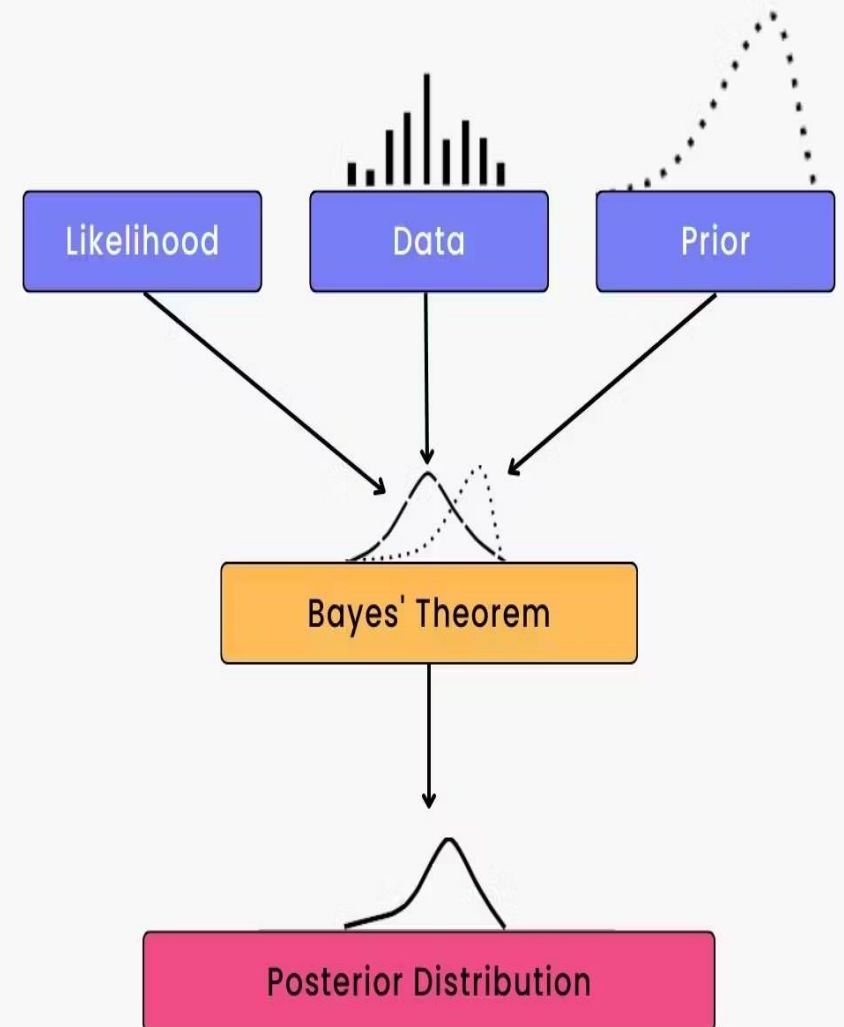 Likelihood
Data
Prior
Bayes' Theorem
Posterior Distribution